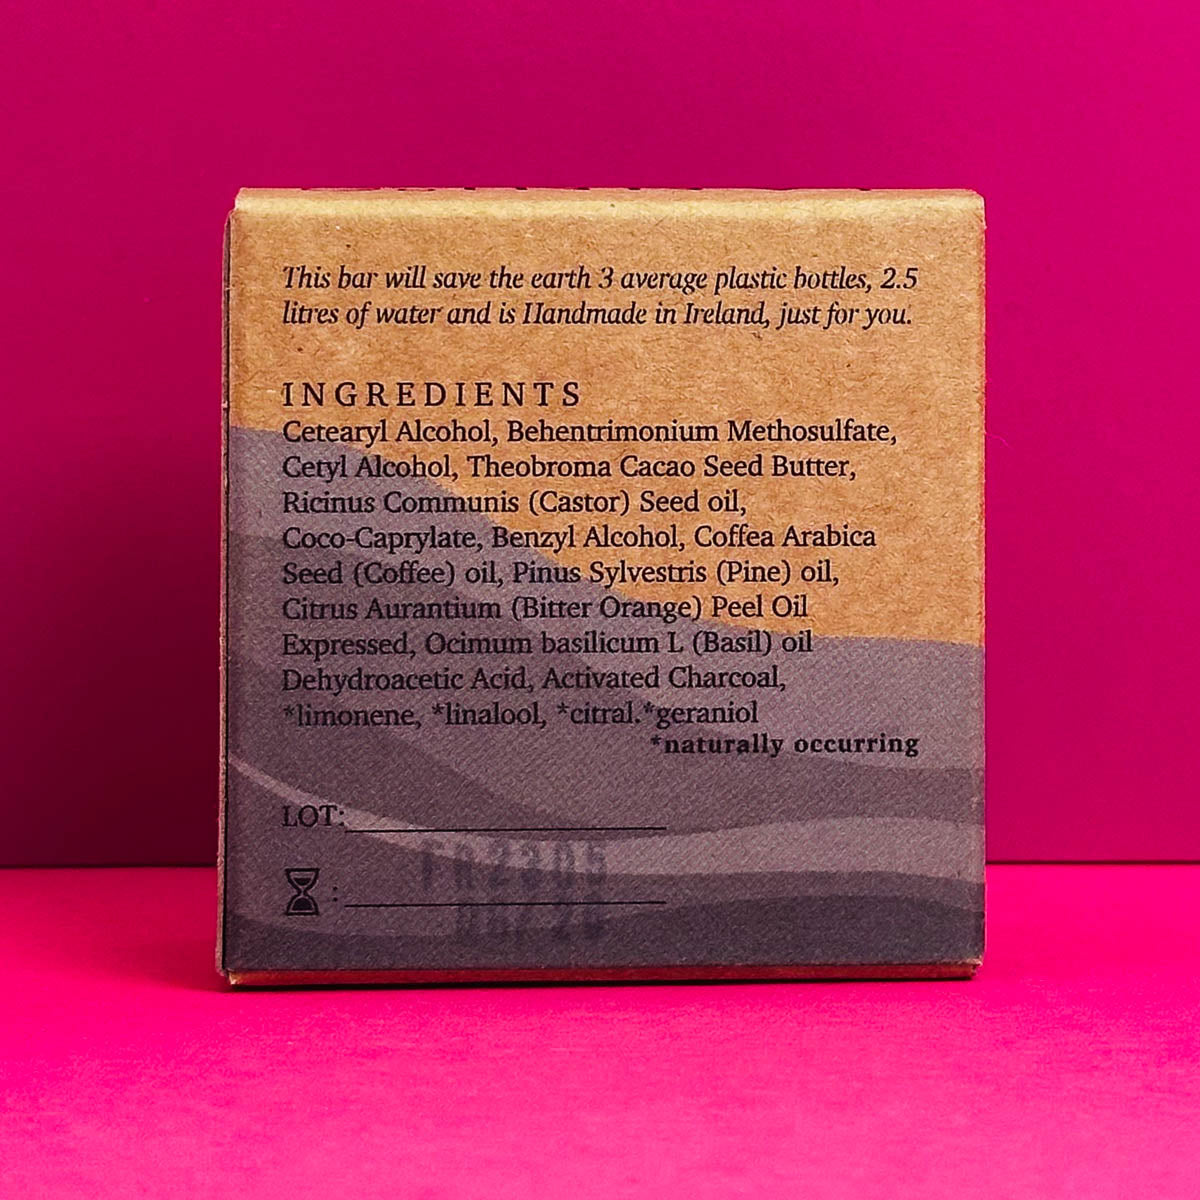 This bar will save the earth 3 average plastic bottles, 2.5
litres of water and is Handmade in Ireland, just for you.
INGREDIENTS
Cetearyl Alcohol, Behentrimonium Methosulfate,
Cetyl Alcohol, Theobroma Cacao Seed Butter,
Ricinus Communis (Castor) Seed oil,
Coco-Caprylate, Benzyl Alcohol, Coffea Arabica
Seed (Coffee) oil, Pinus Sylvestris (Pine) oil,
Citrus Aurantium (Bitter Orange) Peel Oil
Expressed, Ocimum basilicum L (Basil) oil
Dehydroacetic Acid, Activated Charcoal,
*limonene, *linalool, *citral.*geraniol
*naturally occurring
LOT:
: